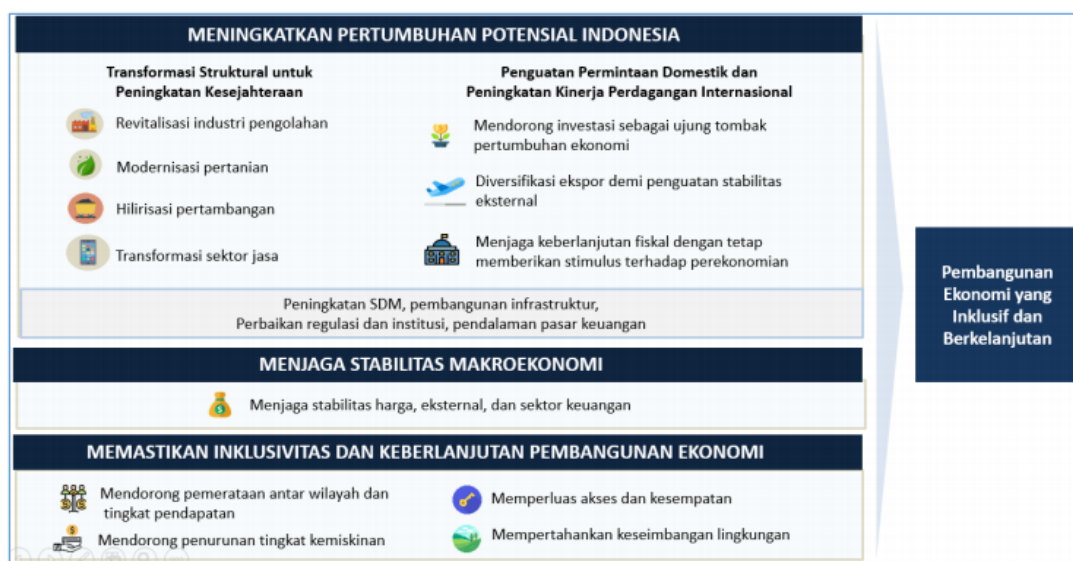 MENINGKATKAN PERTUMBUHAN POTENSIAL INDONESIA
Transformasi Struktural untuk
Peningkatan Kesejahteraan
Revitalisasi industri pengolahan
Modernisasi pertanian
Hilirisasi pertambangan
Transformasi sektor jasa
Penguatan Permintaan Domestik dan
Peningkatan Kinerja Perdagangan Internasional
Mendorong investasi sebagai ujung tombak
pertumbuhan ekonomi
Diversifikasi ekspor demi penguatan stabilitas
eksternal
Menjaga keberlanjutan fiskal dengan tetap
memberikan stimulus terhadap perekonomian
Peningkatan SDM, pembangunan infrastruktur,
Perbaikan regulasi dan institusi, pendalaman pasar keuangan
MENJAGA STABILITAS MAKROEKONOMI
Menjaga stabilitas harga, eksternal, dan sektor keuangan
MEMASTIKAN INKLUSIVITAS DAN KEBERLANJUTAN PEMBANGUNAN EKONOMI
Mendorong pemerataan antar wilayah dan
tingkat pendapatan
Mendorong penurunan tingkat kemiskinan
Memperluas akses dan kesempatan
Mempertahankan keseimbangan lingkungan
Pembangunan
Ekonomi yang
Inklusif dan
Berkelanjutan